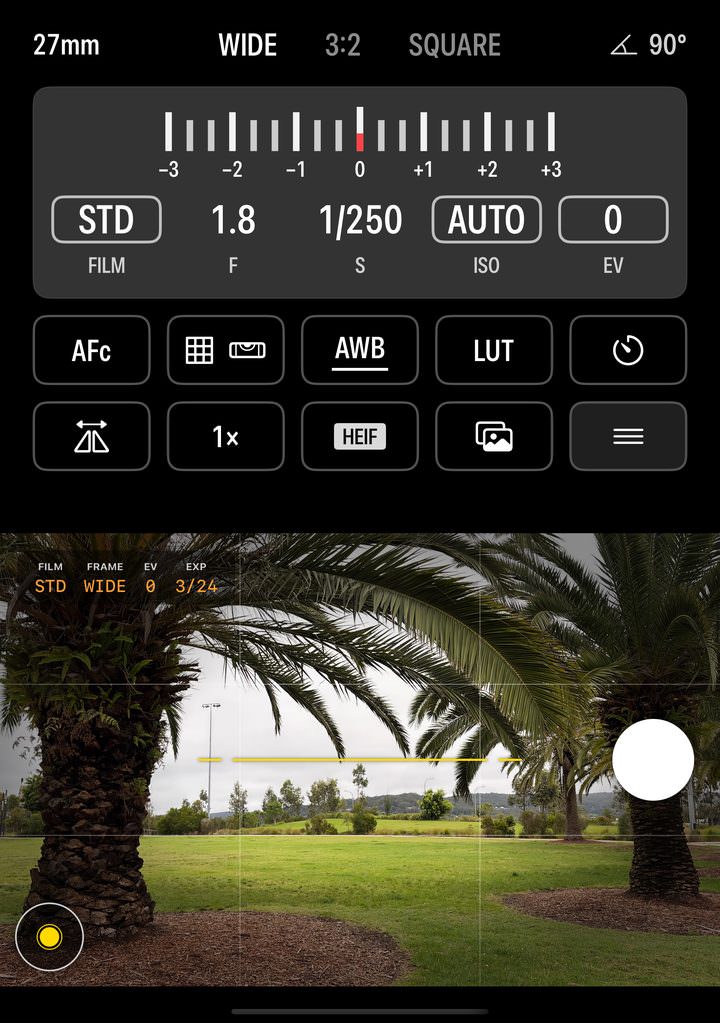 27mm WIDE 3:2 SQUARE 90°
−3 −2 −1 0 +1 +2 +3
STD 1.8 1/250 AUTO 0
FILM F S ISO EV
AFc AWB LUT
1x HEIF
FILM FRAME EV EXP
STD WIDE 0 3/24